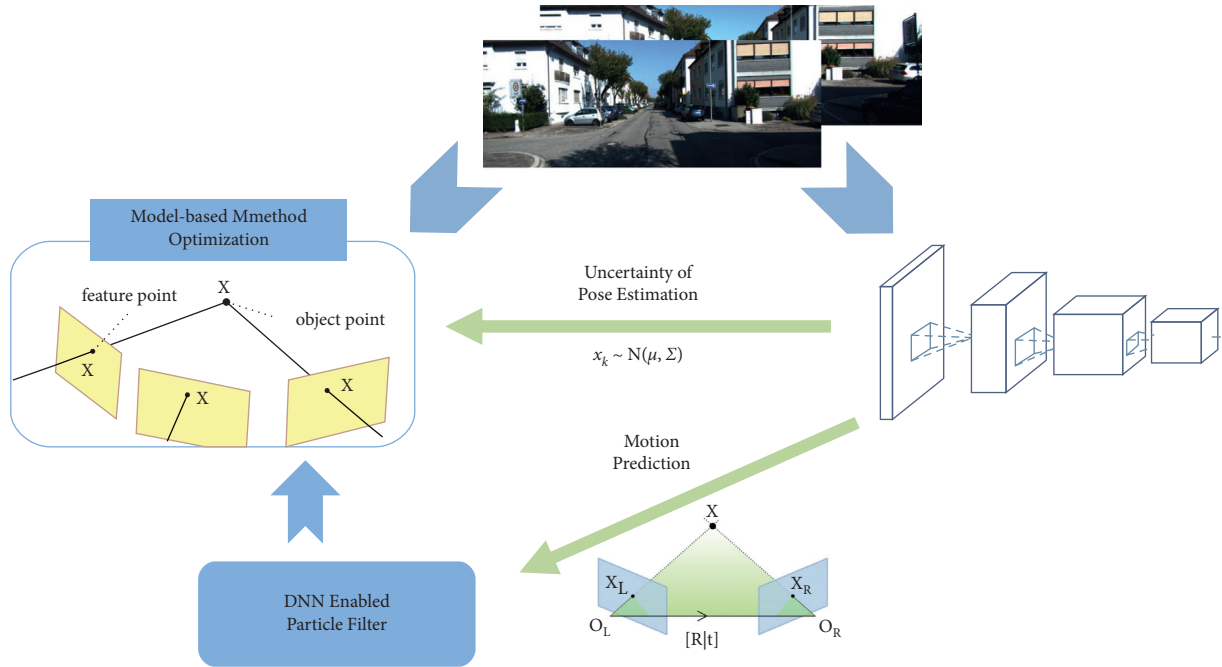 Model-based Mmethod
Optimization
feature point
X
object point
X
X
X
Uncertainty of
Pose Estimation
x_k ~ N(μ, Σ)
Motion
Prediction
X
X_L
X_R
O_L
O_R
[R|t]
DNN Enabled
Particle Filter